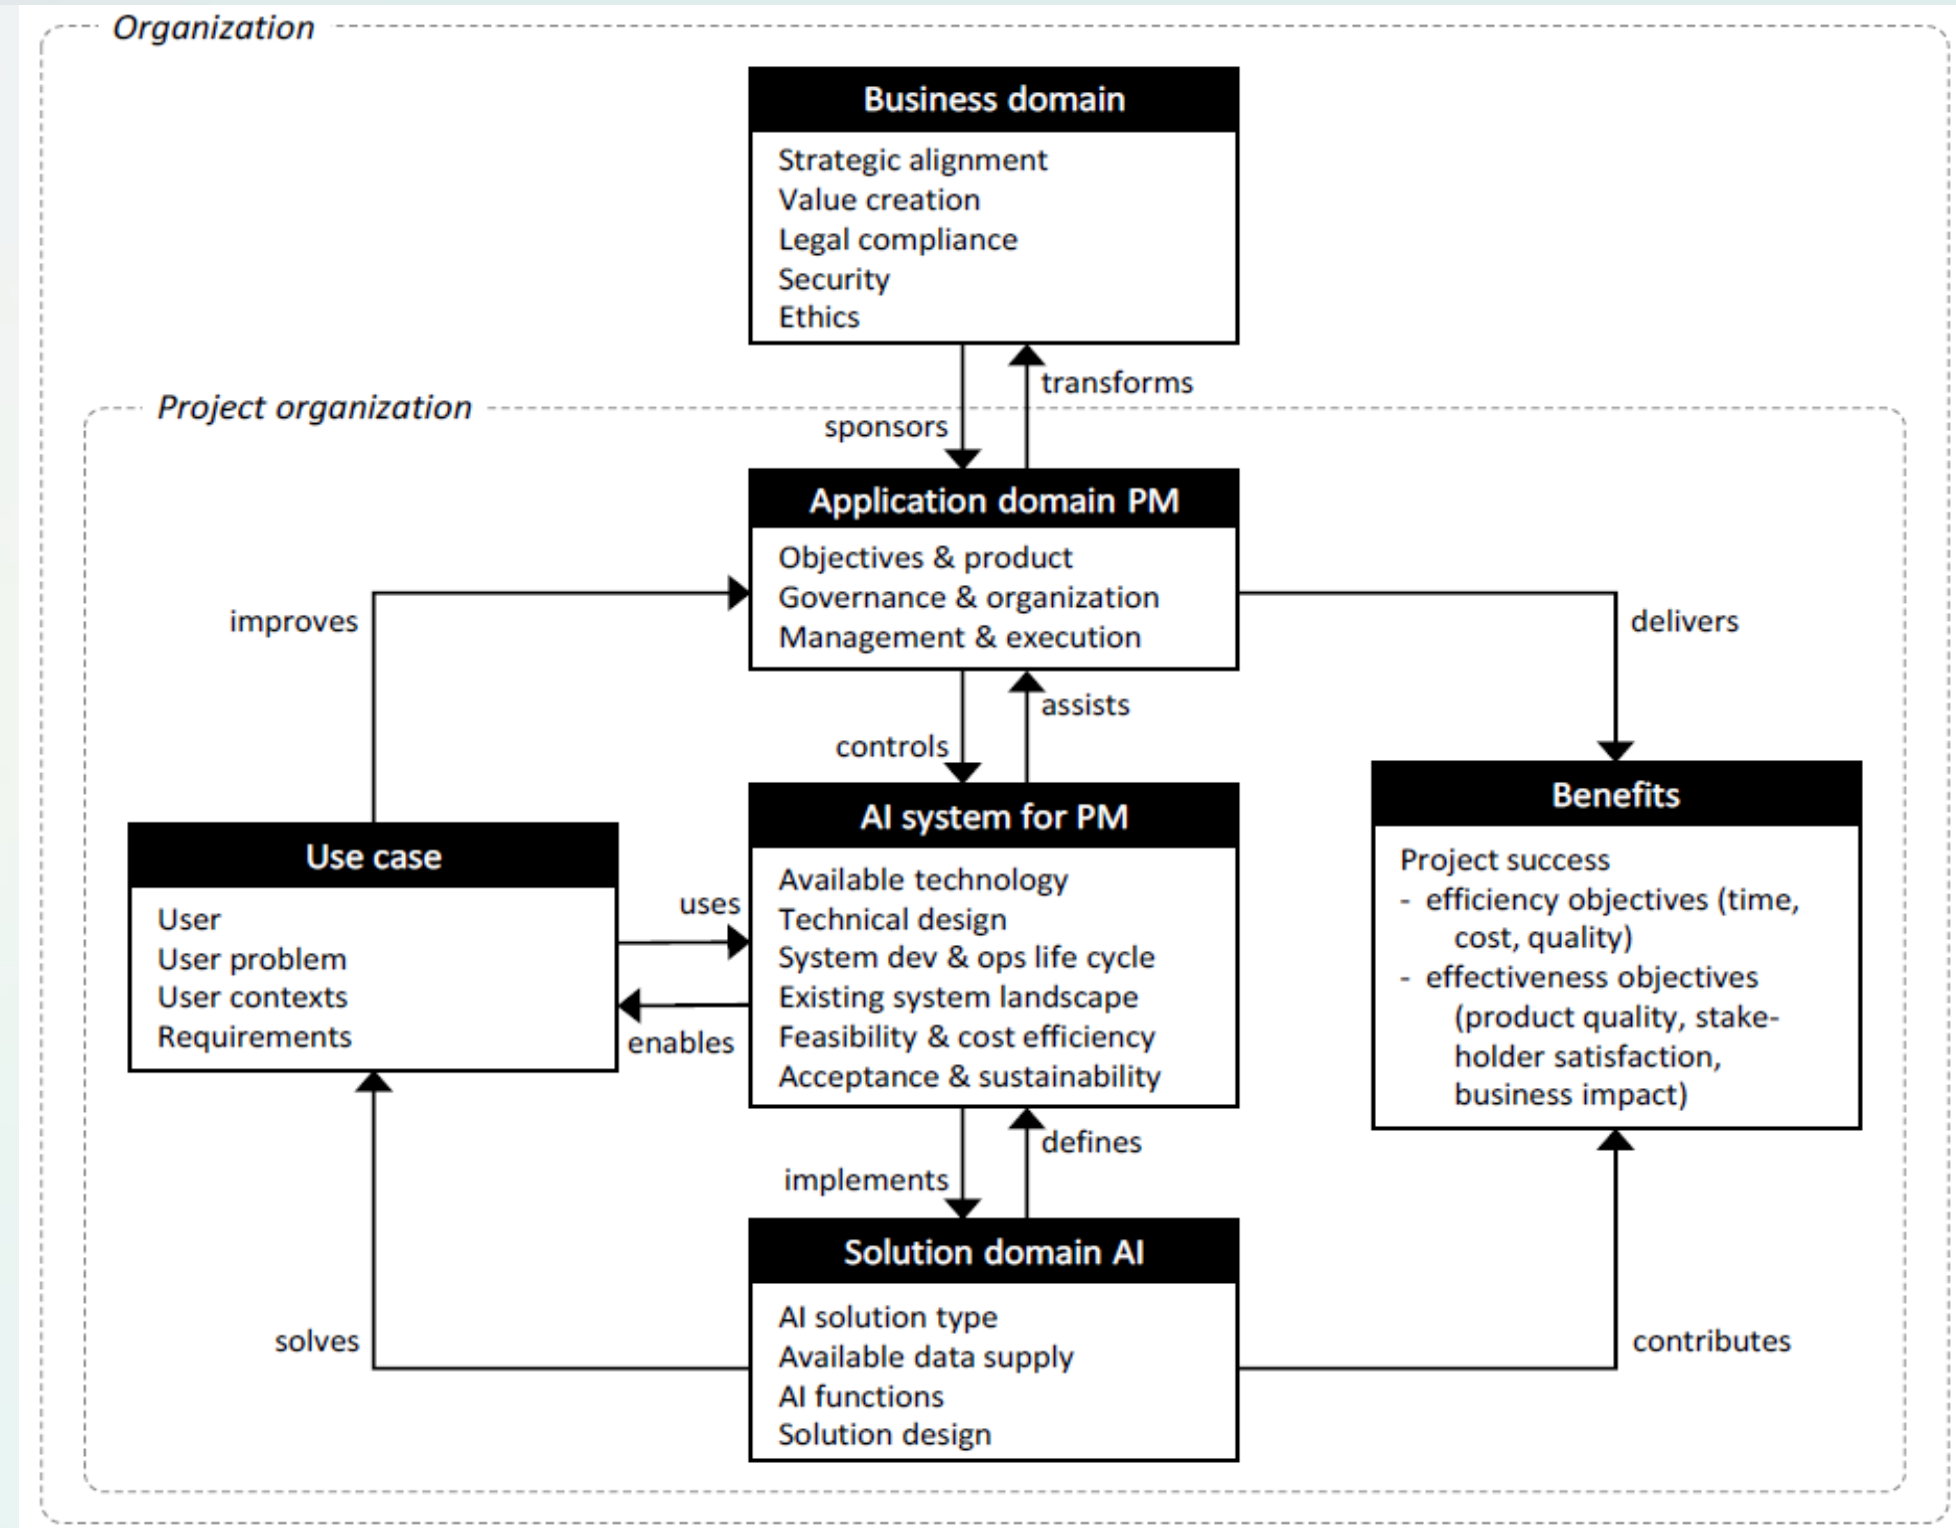 Organization
Business domain
Strategic alignment
Value creation
Legal compliance
Security
Ethics
transforms
Project organization
sponsors
Application domain PM
Objectives & product
Governance & organization
Management & execution
improves
delivers
assists
controls
AI system for PM
Available technology
Technical design
System dev & ops life cycle
Existing system landscape
Feasibility & cost efficiency
Acceptance & sustainability
Use case
User
User problem
User contexts
Requirements
uses
enables
Benefits
Project success
- efficiency objectives (time,
cost, quality)
- effectiveness objectives
(product quality, stake-
holder satisfaction,
business impact)
defines
implements
Solution domain AI
AI solution type
Available data supply
AI functions
Solution design
solves
contributes